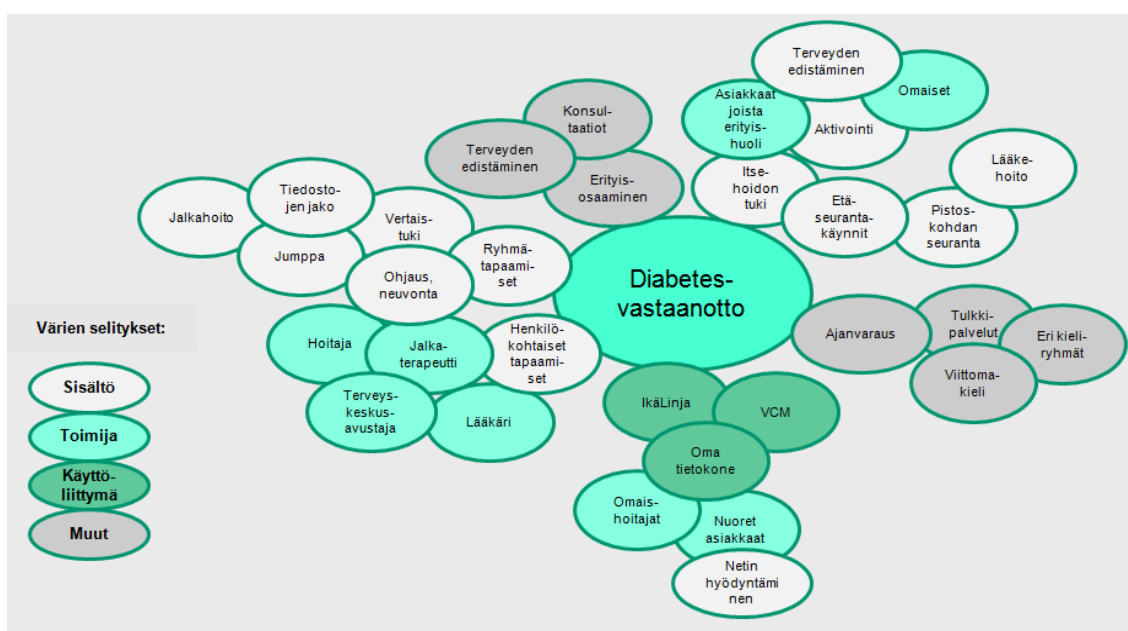 Terveyden
edistäminen
Omaiset
Asiakkaat
joista
erityis-
huoli
Aktivointi
Konsul-
taatiot
Terveyden
edistäminen
Erityis-
osaaminen
Itse-
hoidon
tuki
Lääke-
hoito
Etä-
seuranta-
käynnit
Pistos-
kohdan
seuranta
Tiedosto-
jen jako
Jalkahoito
Vertais-
tuki
Jumppa
Ryhmä-
tapaami-
set
Ohjaus,
neuvonta
Diabetes-
vastaanotto
Värien selitykset:
Sisältö
Toimija
Käyttö-
liittymä
Muut
Hoitaja
Jalka-
terapeutti
Henkilö-
kohtaiset
tapaami-
set
Terveys-
keskus-
avustaja
Lääkäri
Ajanvaraus
Tulkki-
palvelut
Eri kieli-
ryhmät
Viittoma-
kieli
IkäLinja
VCM
Oma
tietokone
Omais-
hoitajat
Nuoret
asiakkaat
Netin
hyödyntämi
nen